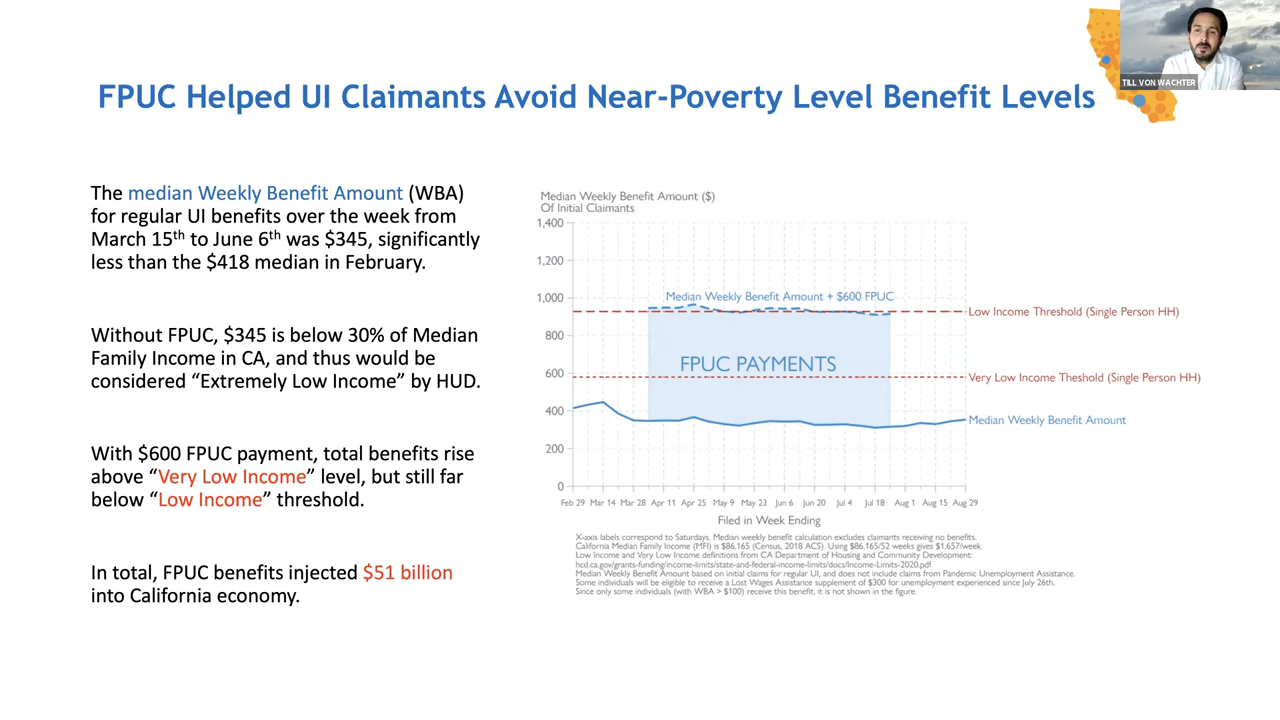 TILL VON WACHTER
FPUC Helped UI Claimants Avoid Near-Poverty Level Benefit Levels
The median Weekly Benefit Amount (WBA)
for regular UI benefits over the week from
March 15th to June 6th was $345, significantly
less than the $418 median in February.
Without FPUC, $345 is below 30% of Median
Family Income in CA, and thus would be
considered “Extremely Low Income” by HUD.
With $600 FPUC payment, total benefits rise
above “Very Low Income” level, but still far
below “Low Income” threshold.
In total, FPUC benefits injected $51 billion
into California economy.
Median Weekly Benefit Amount ($)
Of Initial Claimants
1,400
1,200
1,000
800
600
400
200
0
Median Weekly Benefit Amount + $600 FPUC
Low Income Threshold (Single Person HH)
FPUC PAYMENTS
Very Low Income Theshold (Single Person HH)
Median Weekly Benefit Amount
Feb 29 Mar 14 Mar 28 Apr 11 Apr 25 May 9 May 23 Jun 6 Jun 20 Jul 4 Jul 18 Aug 1 Aug 15 Aug 29
Filed in Week Ending
X-axis labels correspond to Saturdays. Median weekly benefit calculation excludes claimants receiving no benefits.
California Median Family Income (MFI) is $86,165 (Census, 2018 ACS). Using $86,165/52 weeks gives $1,657/week.
Low Income and Very Low Income definitions from CA Department of Housing and Community Development:
hcd.ca.gov/grants-funding/income-limits/state-and-federal-income-limits/docs/Income-Limits-2020.pdf
Median Weekly Benefit Amount based on initial claims for regular UI, and does not include claims from Pandemic Unemployment Assistance.
Some individuals will be eligible to receive a Lost Wages Assistance supplement of $300 for unemployment experienced since July 26th.
Since only some individuals (with WBA > $100) receive this benefit, it is not shown in the figure.